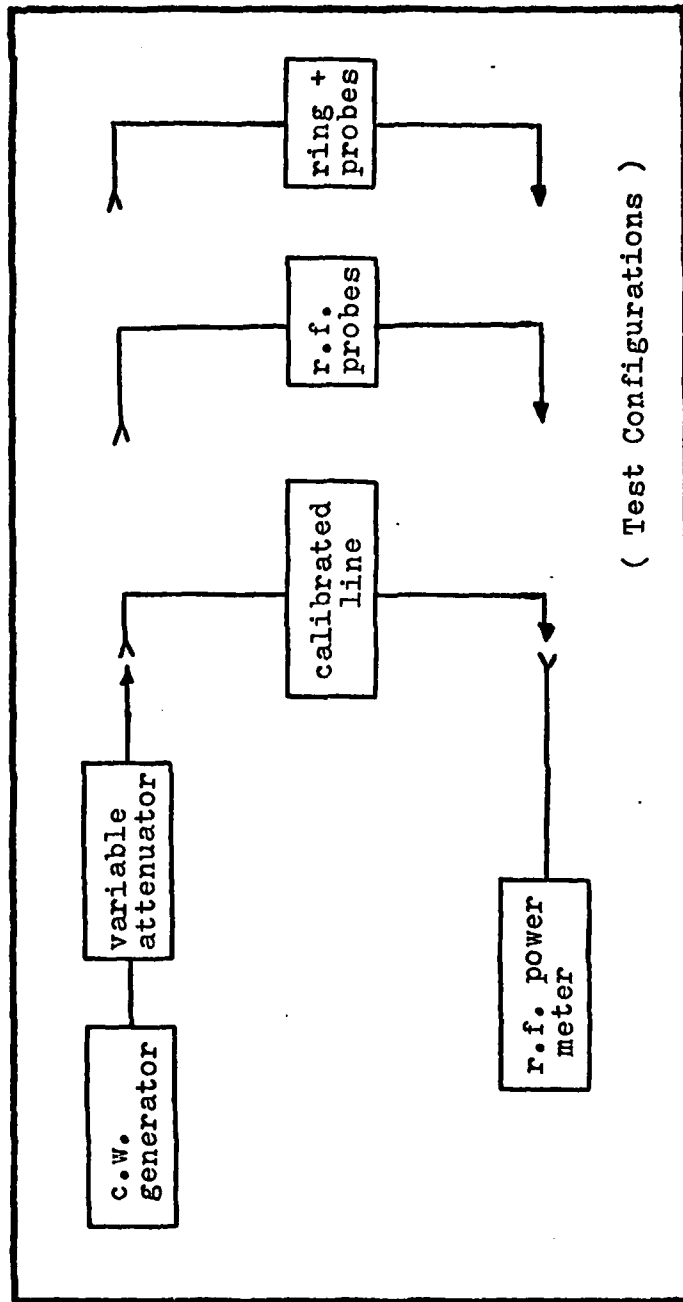 c.w.
generator
variable
attenuator
calibrated
line
r.f.
probes
ring +
probes
r.f. power
meter
( Test Configurations )